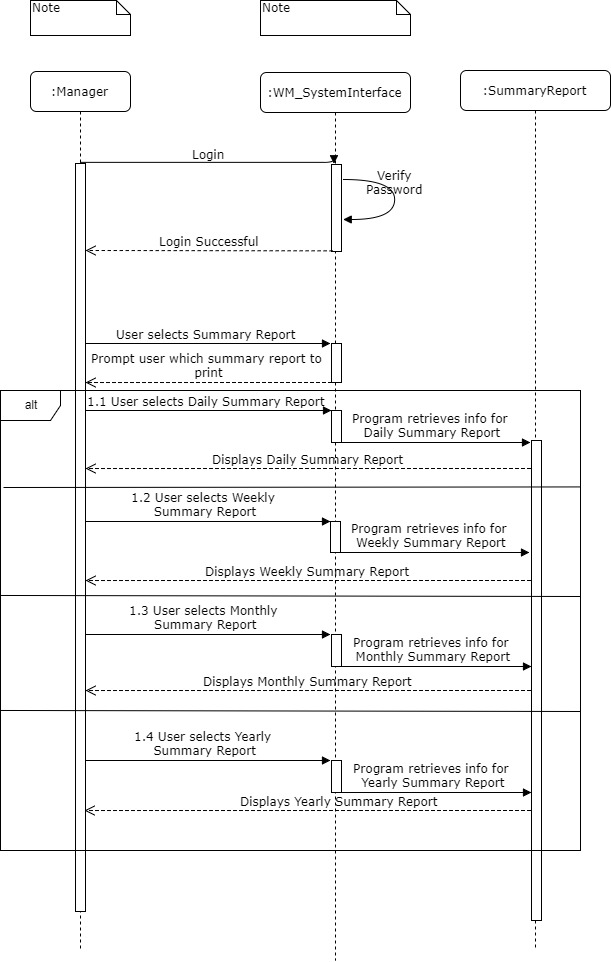 Note
Note
:Manager
:WM_SystemInterface
:SummaryReport
Login
Verify
Password
Login Successful
User selects Summary Report
Prompt user which summary report to
print
alt
1.1 User selects Daily Summary Report
Program retrieves info for
Daily Summary Report
Displays Daily Summary Report
1.2 User selects Weekly
Summary Report
Program retrieves info for
Weekly Summary Report
Displays Weekly Summary Report
1.3 User selects Monthly
Summary Report
Program retrieves info for
Monthly Summary Report
Displays Monthly Summary Report
1.4 User selects Yearly
Summary Report
Program retrieves info for
Yearly Summary Report
Displays Yearly Summary Report